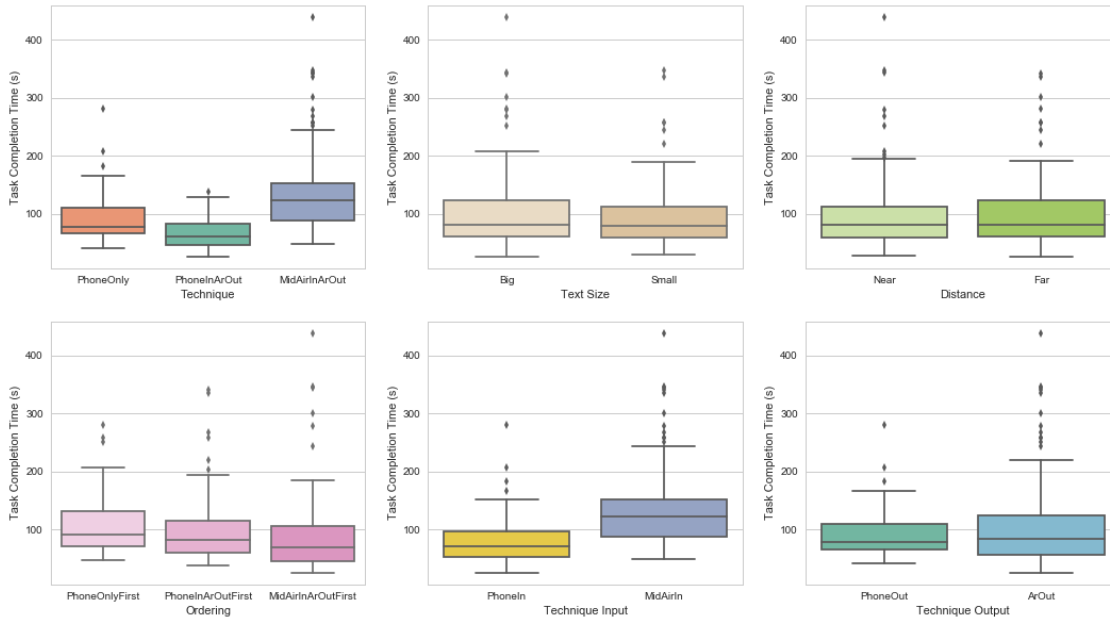 Task Completion Time (s)
400
300
200
100
PhoneOnly PhoneInArOut MidAirInArOut
Technique
Task Completion Time (s)
400
300
200
100
Big Small
Text Size
Task Completion Time (s)
400
300
200
100
Near Far
Distance
Task Completion Time (s)
400
300
200
100
PhoneOnlyFirst PhoneInArOutFirst MidAirInArOutFirst
Ordering
Task Completion Time (s)
400
300
200
100
PhoneIn MidAirIn
Technique Input
Task Completion Time (s)
400
300
200
100
PhoneOut ArOut
Technique Output